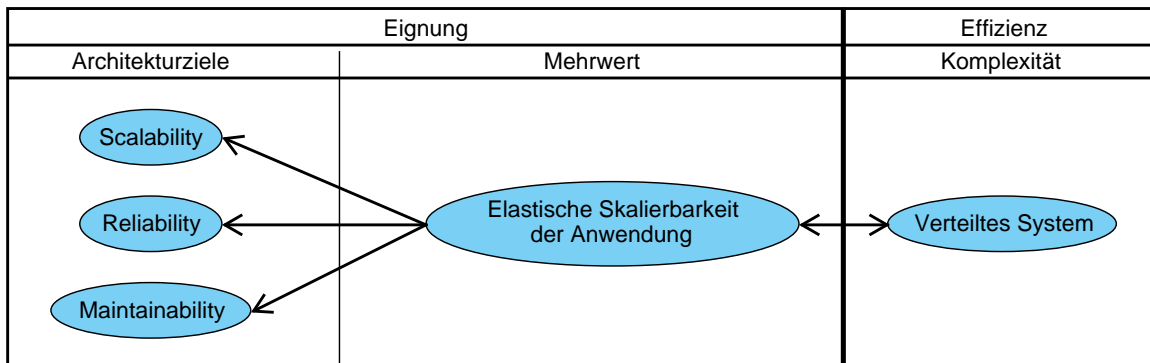 Eignung
Effizienz
Architekturziele
Mehrwert
Komplexität
Scalability
Reliability
Elastische Skalierbarkeit
der Anwendung
Verteiltes System
Maintainability